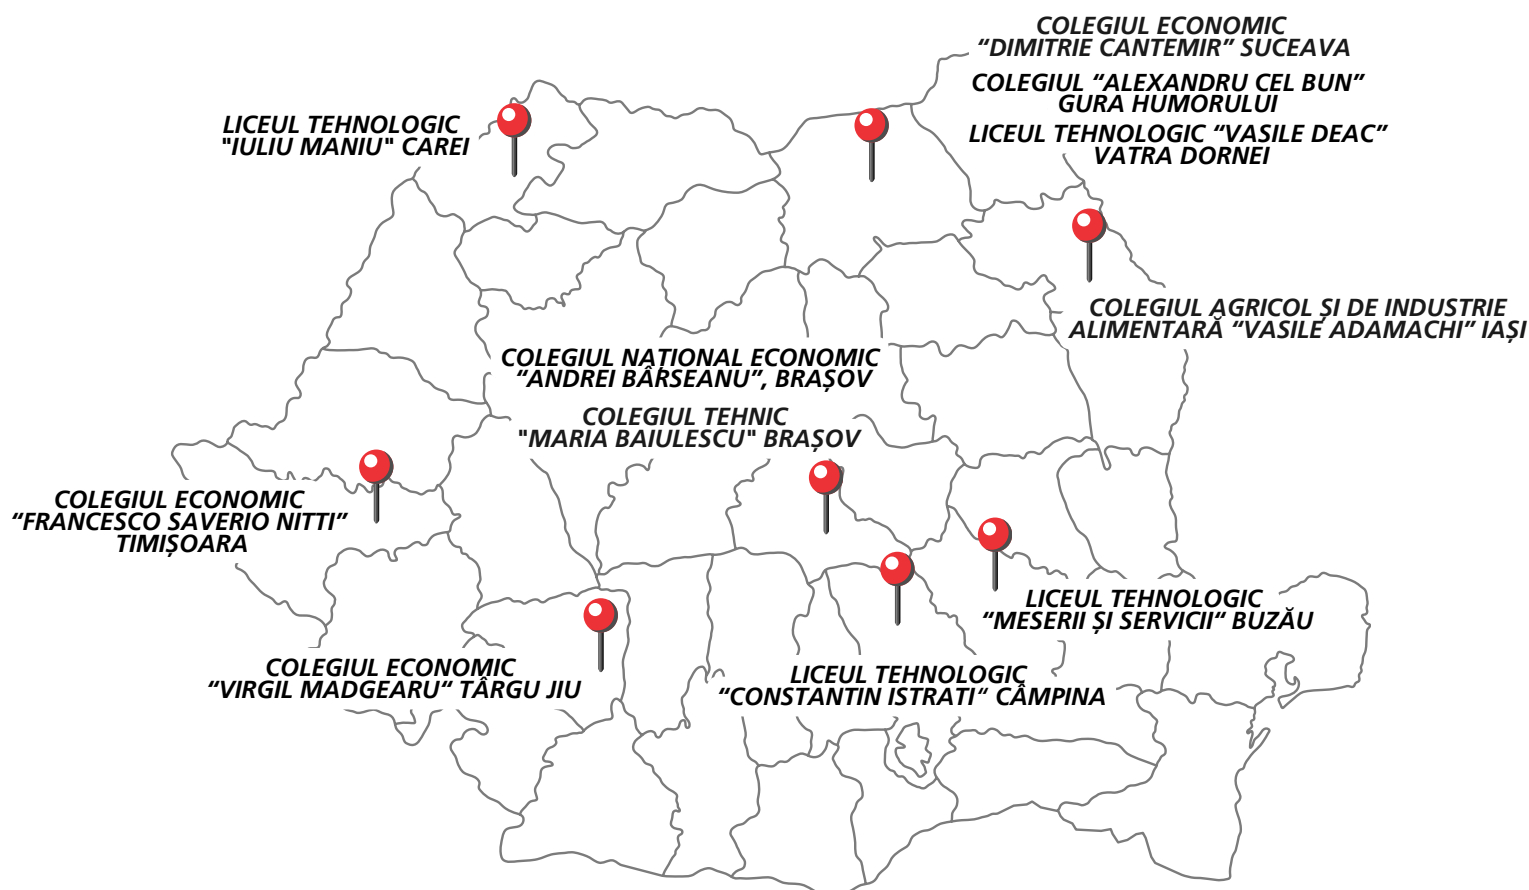 COLEGIUL ECONOMIC
“DIMITRIE CANTEMIR” SUCEAVA
COLEGIUL “ALEXANDRU CEL BUN”
GURA HUMORULUI
LICEUL TEHNOLOGIC “VASILE DEAC”
VATRA DORNEI
LICEUL TEHNOLOGIC
"IULIU MANIU" CAREI
COLEGIUL AGRICOL ȘI DE INDUSTRIE
ALIMENTARĂ “VASILE ADAMACHI” IAȘI
COLEGIUL NAȚIONAL ECONOMIC
“ANDREI BÂRSEANU”, BRAȘOV
COLEGIUL TEHNIC
"MARIA BAIULESCU" BRAȘOV
COLEGIUL ECONOMIC
“FRANCESCO SAVERIO NITTI”
TIMIȘOARA
LICEUL TEHNOLOGIC
“MESERII ȘI SERVICII“ BUZĂU
COLEGIUL ECONOMIC
“VIRGIL MADGEARU“ TÂRGU JIU
LICEUL TEHNOLOGIC
“CONSTANTIN ISTRATI“ CÂMPINA